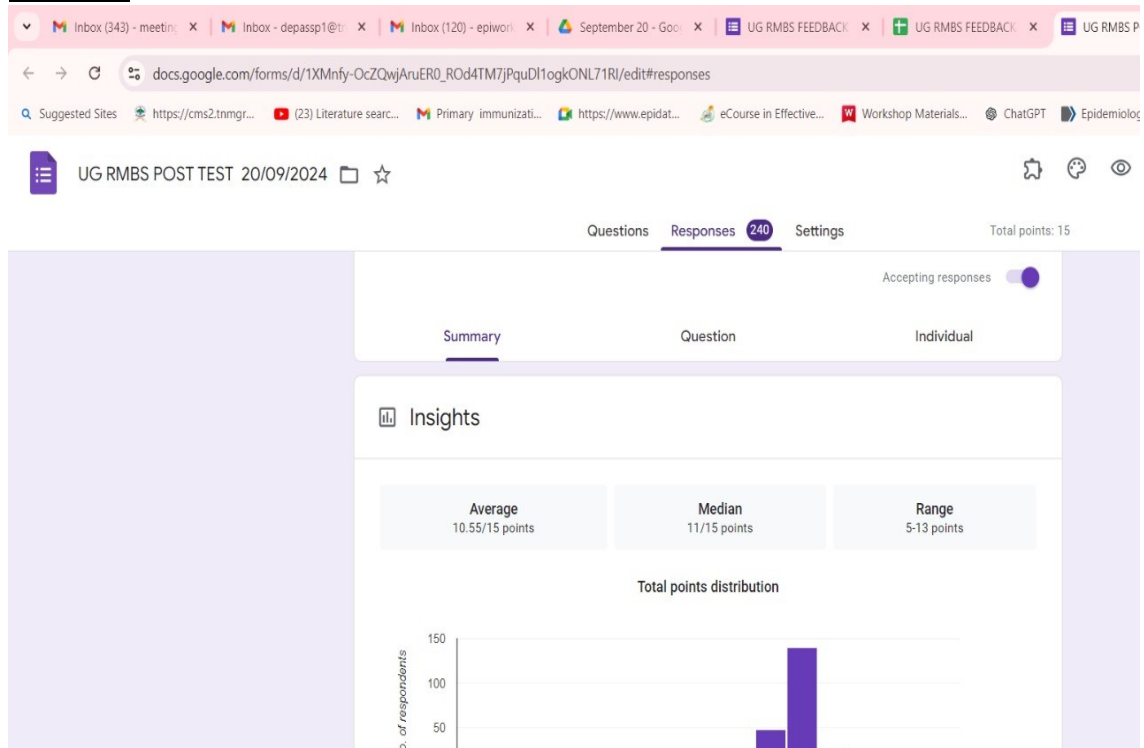 Inbox (343) - meeting
Inbox - depassp1@tr
Inbox (120) - epiwork
September 20 - Goog
UG RMBS FEEDBACK
UG RMBS FEEDBACK
UG RMBS P
docs.google.com/forms/d/1XMnfy-OcZQwjAruER0_ROd4TM7jPquDl1ogkONL71RI/edit#responses
Suggested Sites
https://cms2.tnmgr...
(23) Literature searc...
Primary immunizati...
https://www.epidat...
eCourse in Effective...
Workshop Materials...
ChatGPT
Epidemiolog
UG RMBS POST TEST 20/09/2024
Questions
Responses 240
Settings
Total points: 15
Accepting responses
Summary
Question
Individual
Insights
Average
10.55/15 points
Median
11/15 points
Range
5-13 points
Total points distribution
150
100
50
o. of respondents